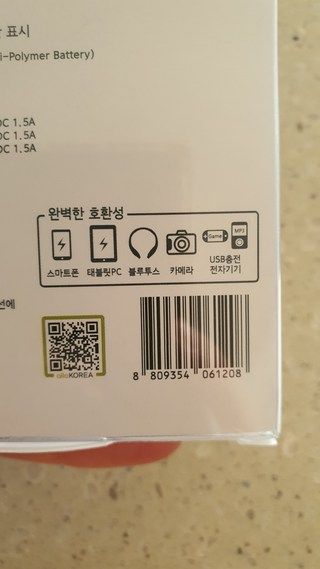 표시
i-Polymer Battery)
DC 1.5A
DC 1.5A
DC 1.5A
완벽한 호환성
Game MP3
스마트폰 태블릿PC 블루투스 카메라 USB충전
전자기기
선에
KOREA
8 809354 061208